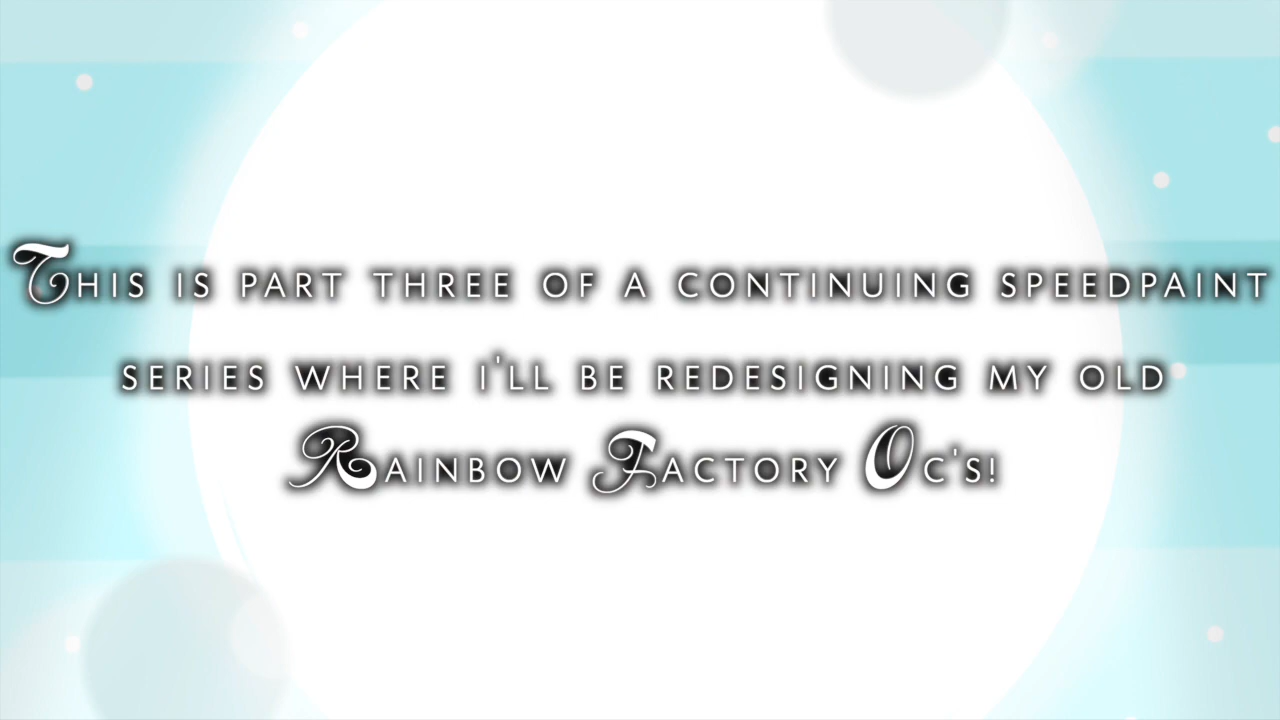 This is part three of a continuing speedpaint
series where i'll be redesigning my old
Rainbow Factory Oc's!